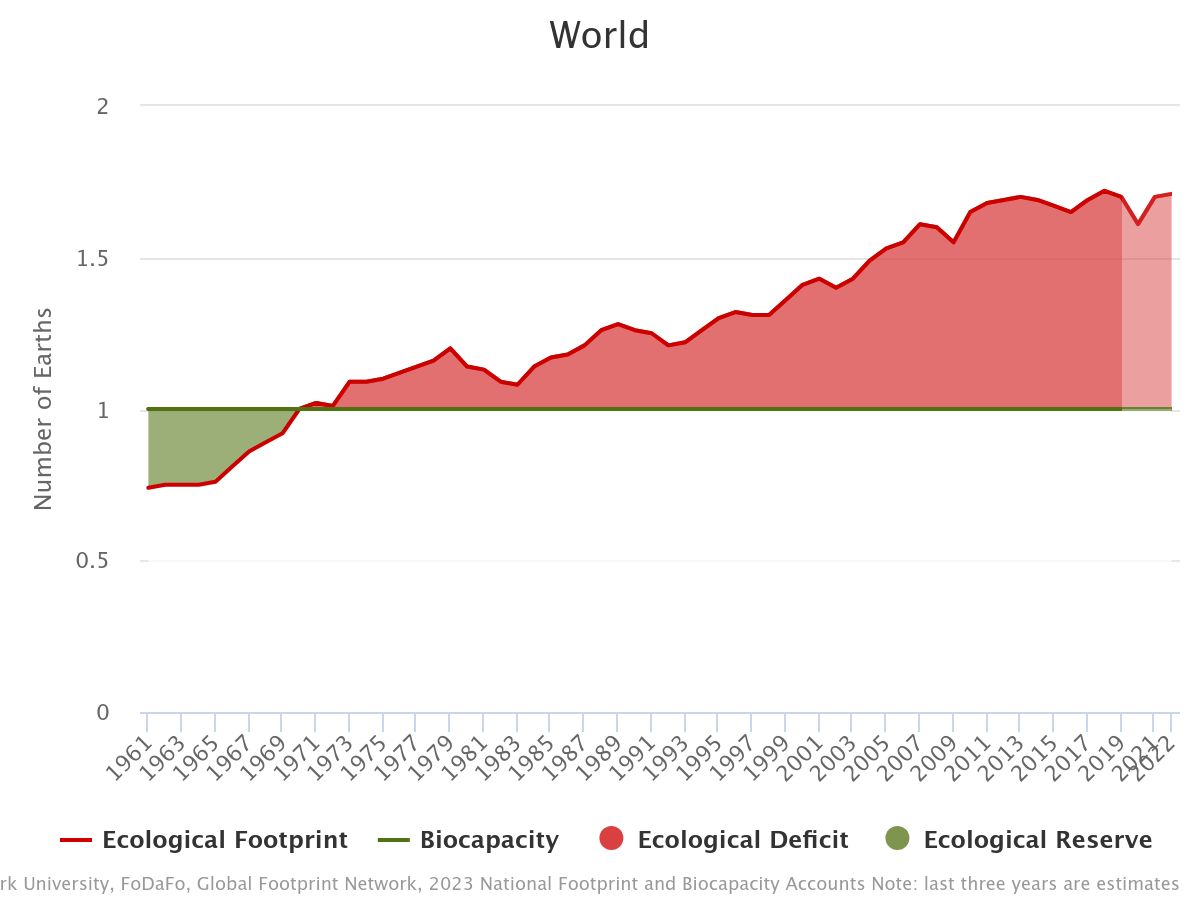 World
2
1.5
1
0.5
0
Number of Earths
1961 1963 1965 1967 1969 1971 1973 1975 1977 1979 1981 1983 1985 1987 1989 1991 1993 1995 1997 1999 2001 2003 2005 2007 2009 2011 2013 2015 2017 2019 2021 2022
Ecological Footprint Biocapacity Ecological Deficit Ecological Reserve
rk University, FoDaFo, Global Footprint Network, 2023 National Footprint and Biocapacity Accounts Note: last three years are estimates